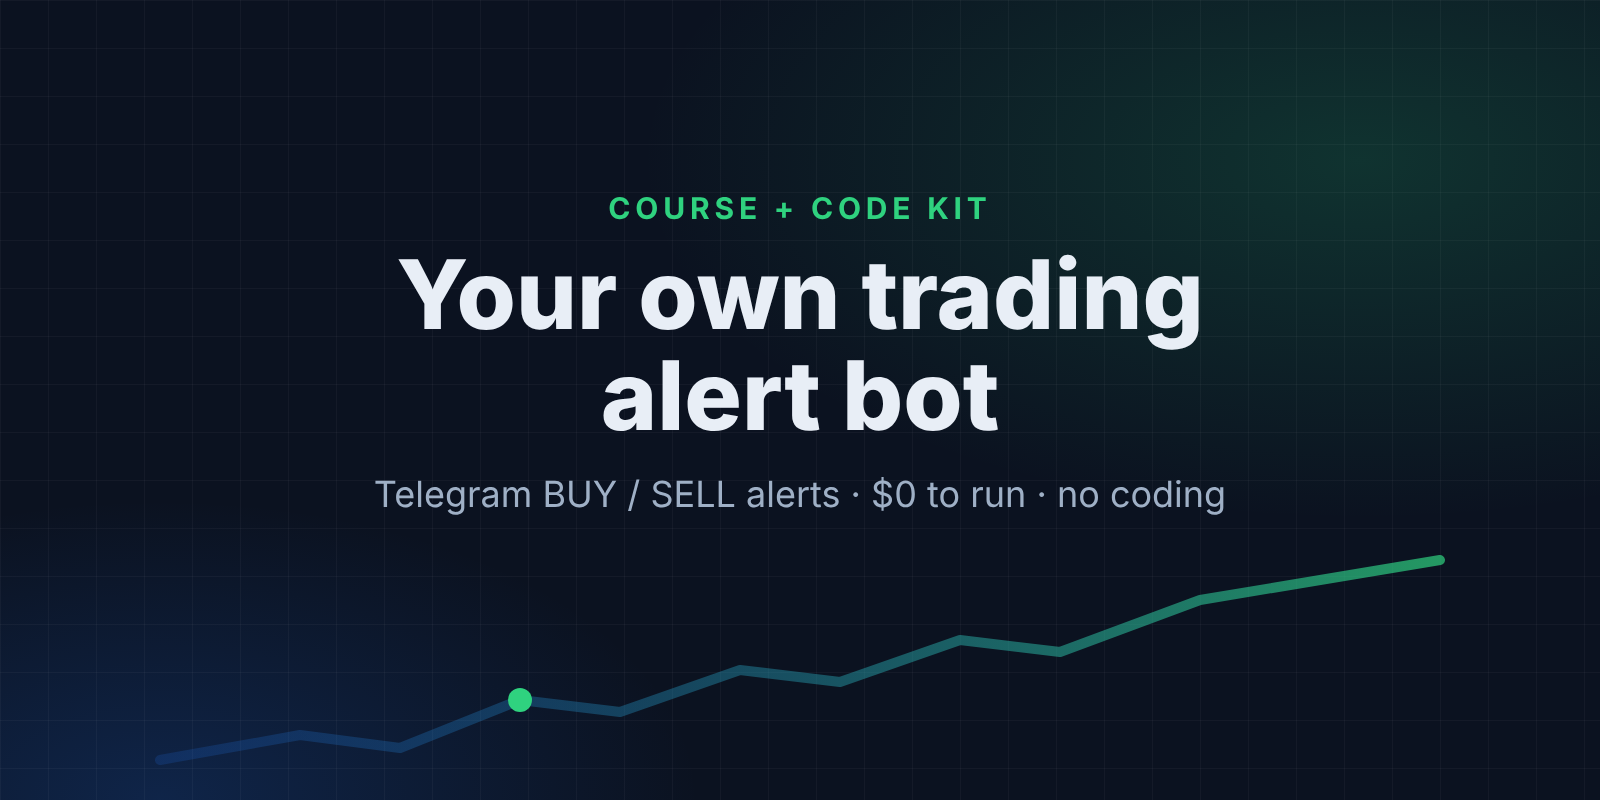 COURSE + CODE KIT
Your own trading
alert bot
Telegram BUY / SELL alerts · $0 to run · no coding